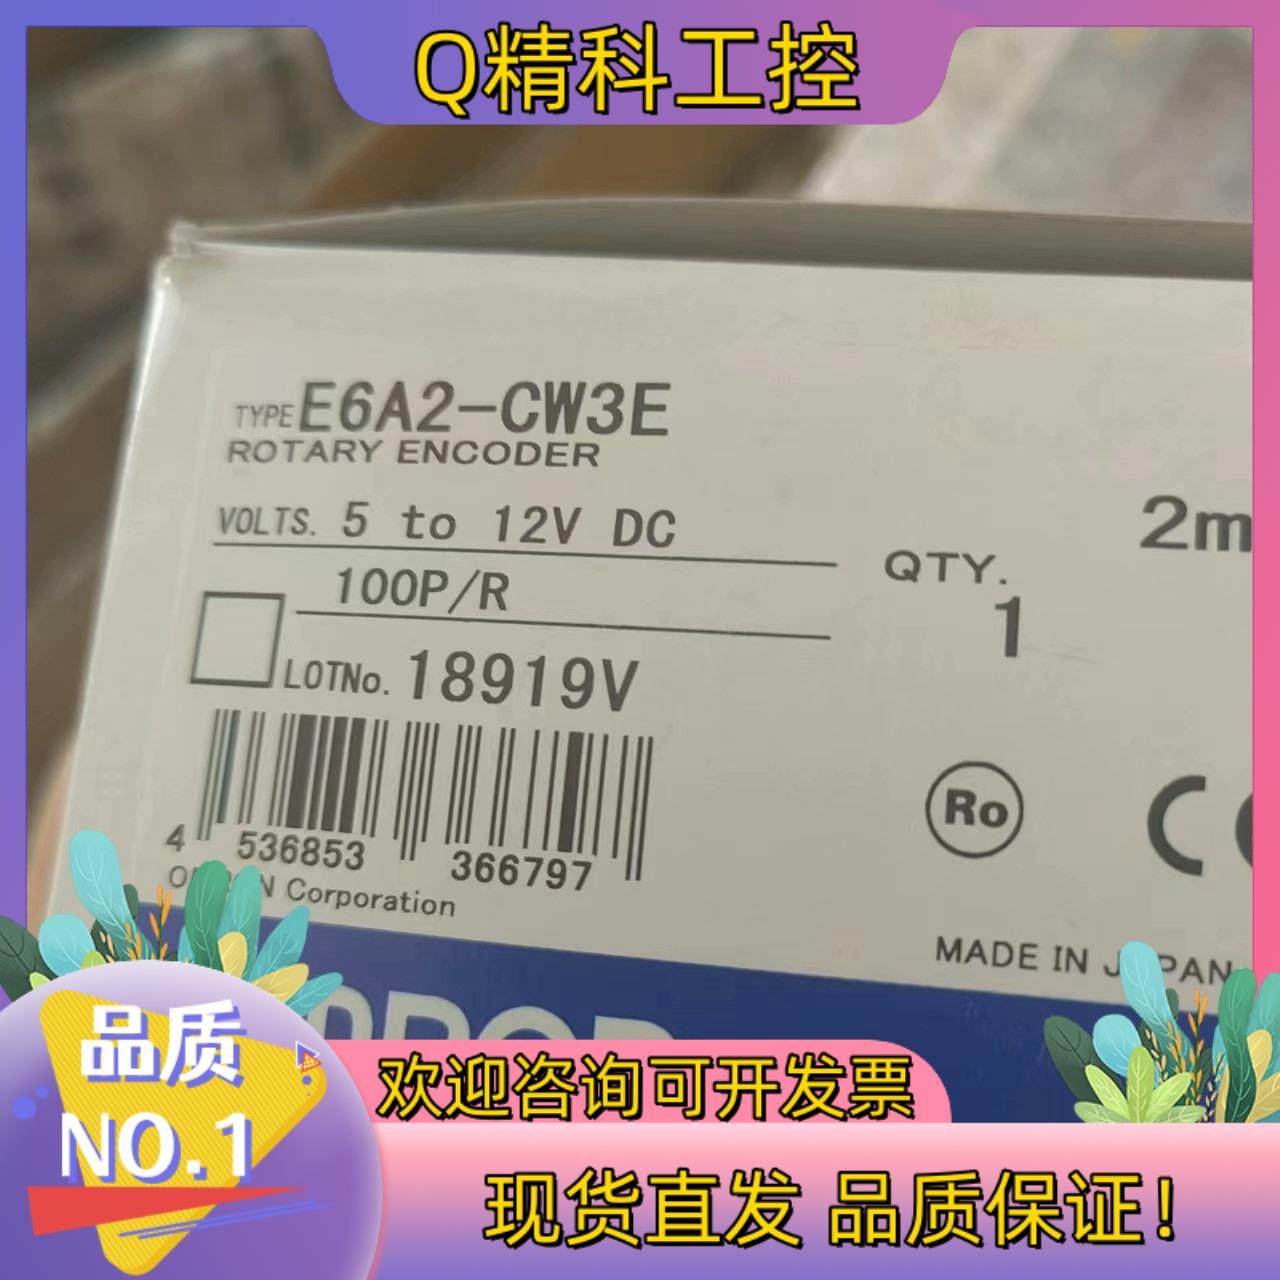 Q精科工控
TYPE E6A2-CW3E
ROTARY ENCODER
VOLTS. 5 to 12V DC
2m
100P/R
QTY.
1
LOTNo. 18919V
Ro
CE
4 536853 366797
Corporation
MADE IN JAPAN
品质
NO.1
欢迎咨询可开发票
现货直发 品质保证!